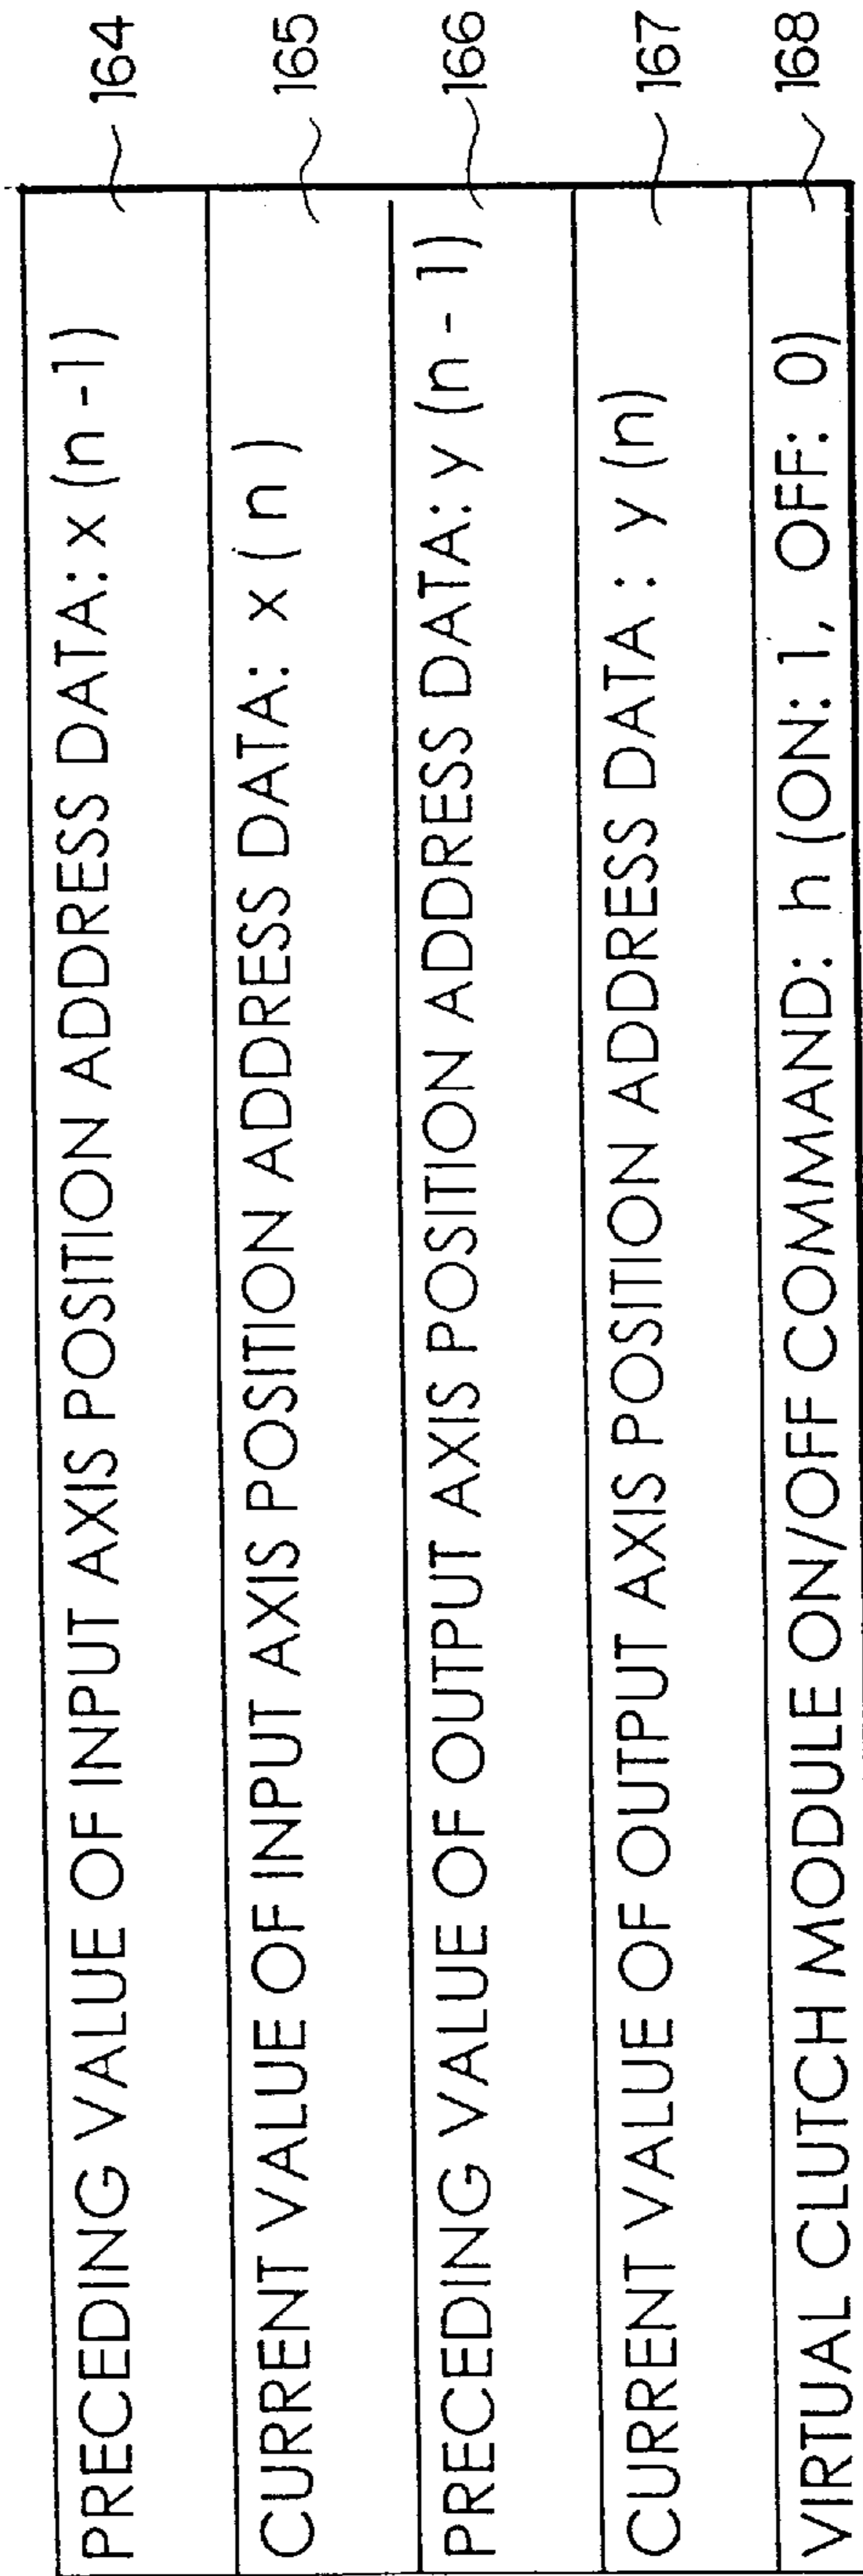 PRECEDING VALUE OF INPUT AXIS POSITION ADDRESS DATA: x (n - 1) 164
CURRENT VALUE OF INPUT AXIS POSITION ADDRESS DATA: x ( n ) 165
PRECEDING VALUE OF OUTPUT AXIS POSITION ADDRESS DATA: y (n - 1) 166
CURRENT VALUE OF OUTPUT AXIS POSITION ADDRESS DATA : y (n) 167
VIRTUAL CLUTCH MODULE ON/OFF COMMAND: h (ON: 1, OFF: 0) 168